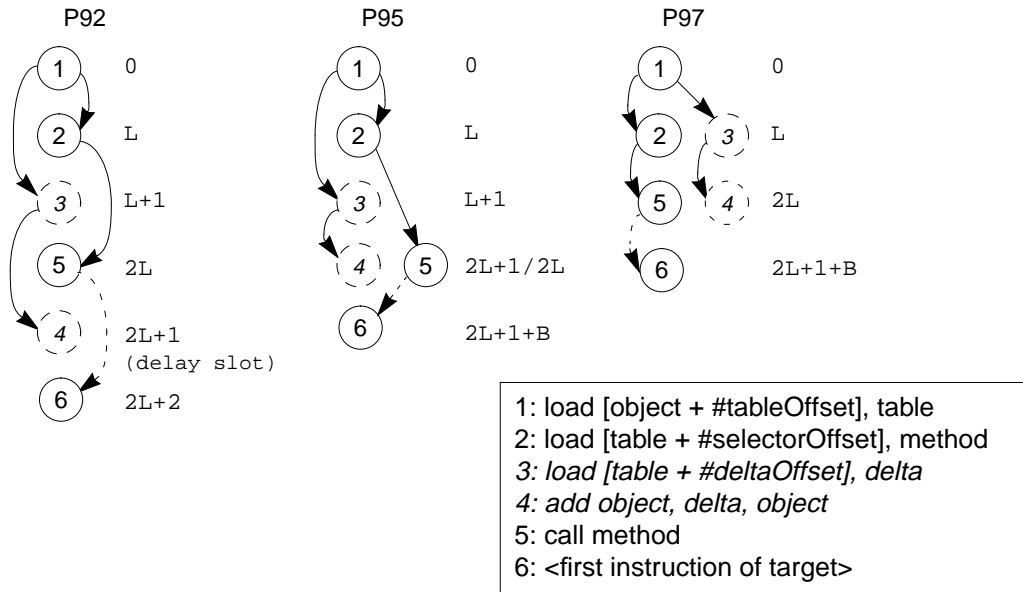 P92
1
0
2
L
3
L+1
5
2L
4
2L+1
(delay slot)
6
2L+2
P95
1
0
2
L
3
L+1
4
5
2L+1/2L
6
2L+1+B
P97
1
0
2
3
L
5
4
2L
6
2L+1+B
1: load [object + #tableOffset], table
2: load [table + #selectorOffset], method
3: load [table + #deltaOffset], delta
4: add object, delta, object
5: call method
6: <first instruction of target>